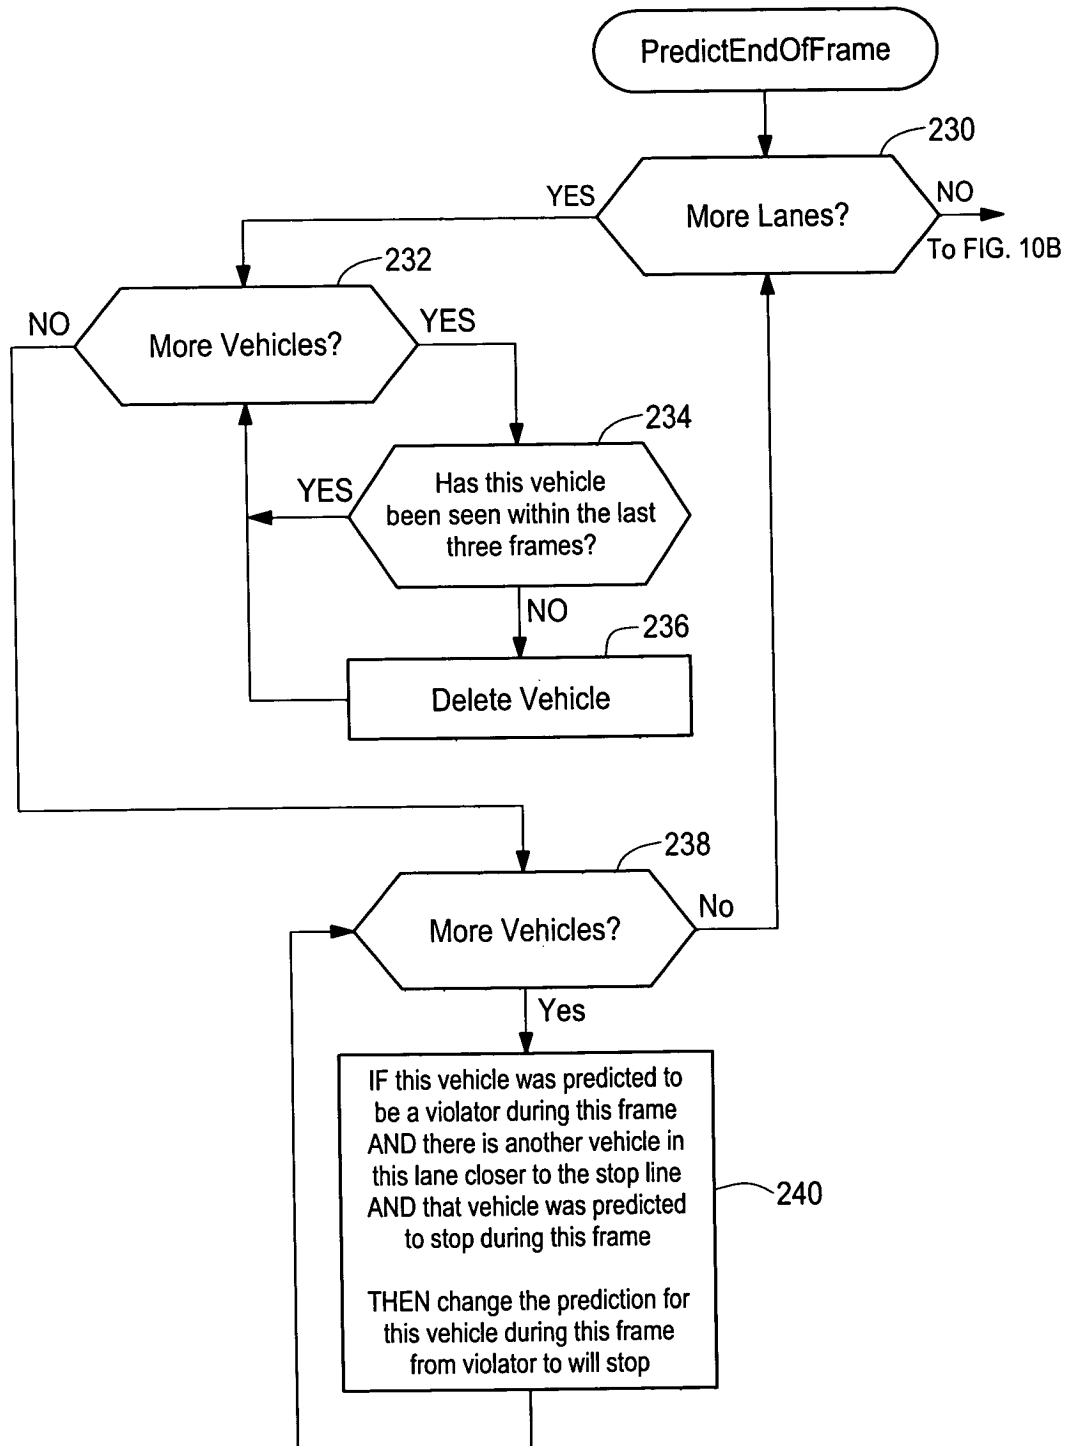 PredictEndOfFrame
230
YES
More Lanes?
NO
To FIG. 10B
232
NO
More Vehicles?
YES
234
YES
Has this vehicle
been seen within the last
three frames?
NO
236
Delete Vehicle
238
More Vehicles?
No
Yes
IF this vehicle was predicted to
be a violator during this frame
AND there is another vehicle in
this lane closer to the stop line
AND that vehicle was predicted
to stop during this frame
240
THEN change the prediction for
this vehicle during this frame
from violator to will stop